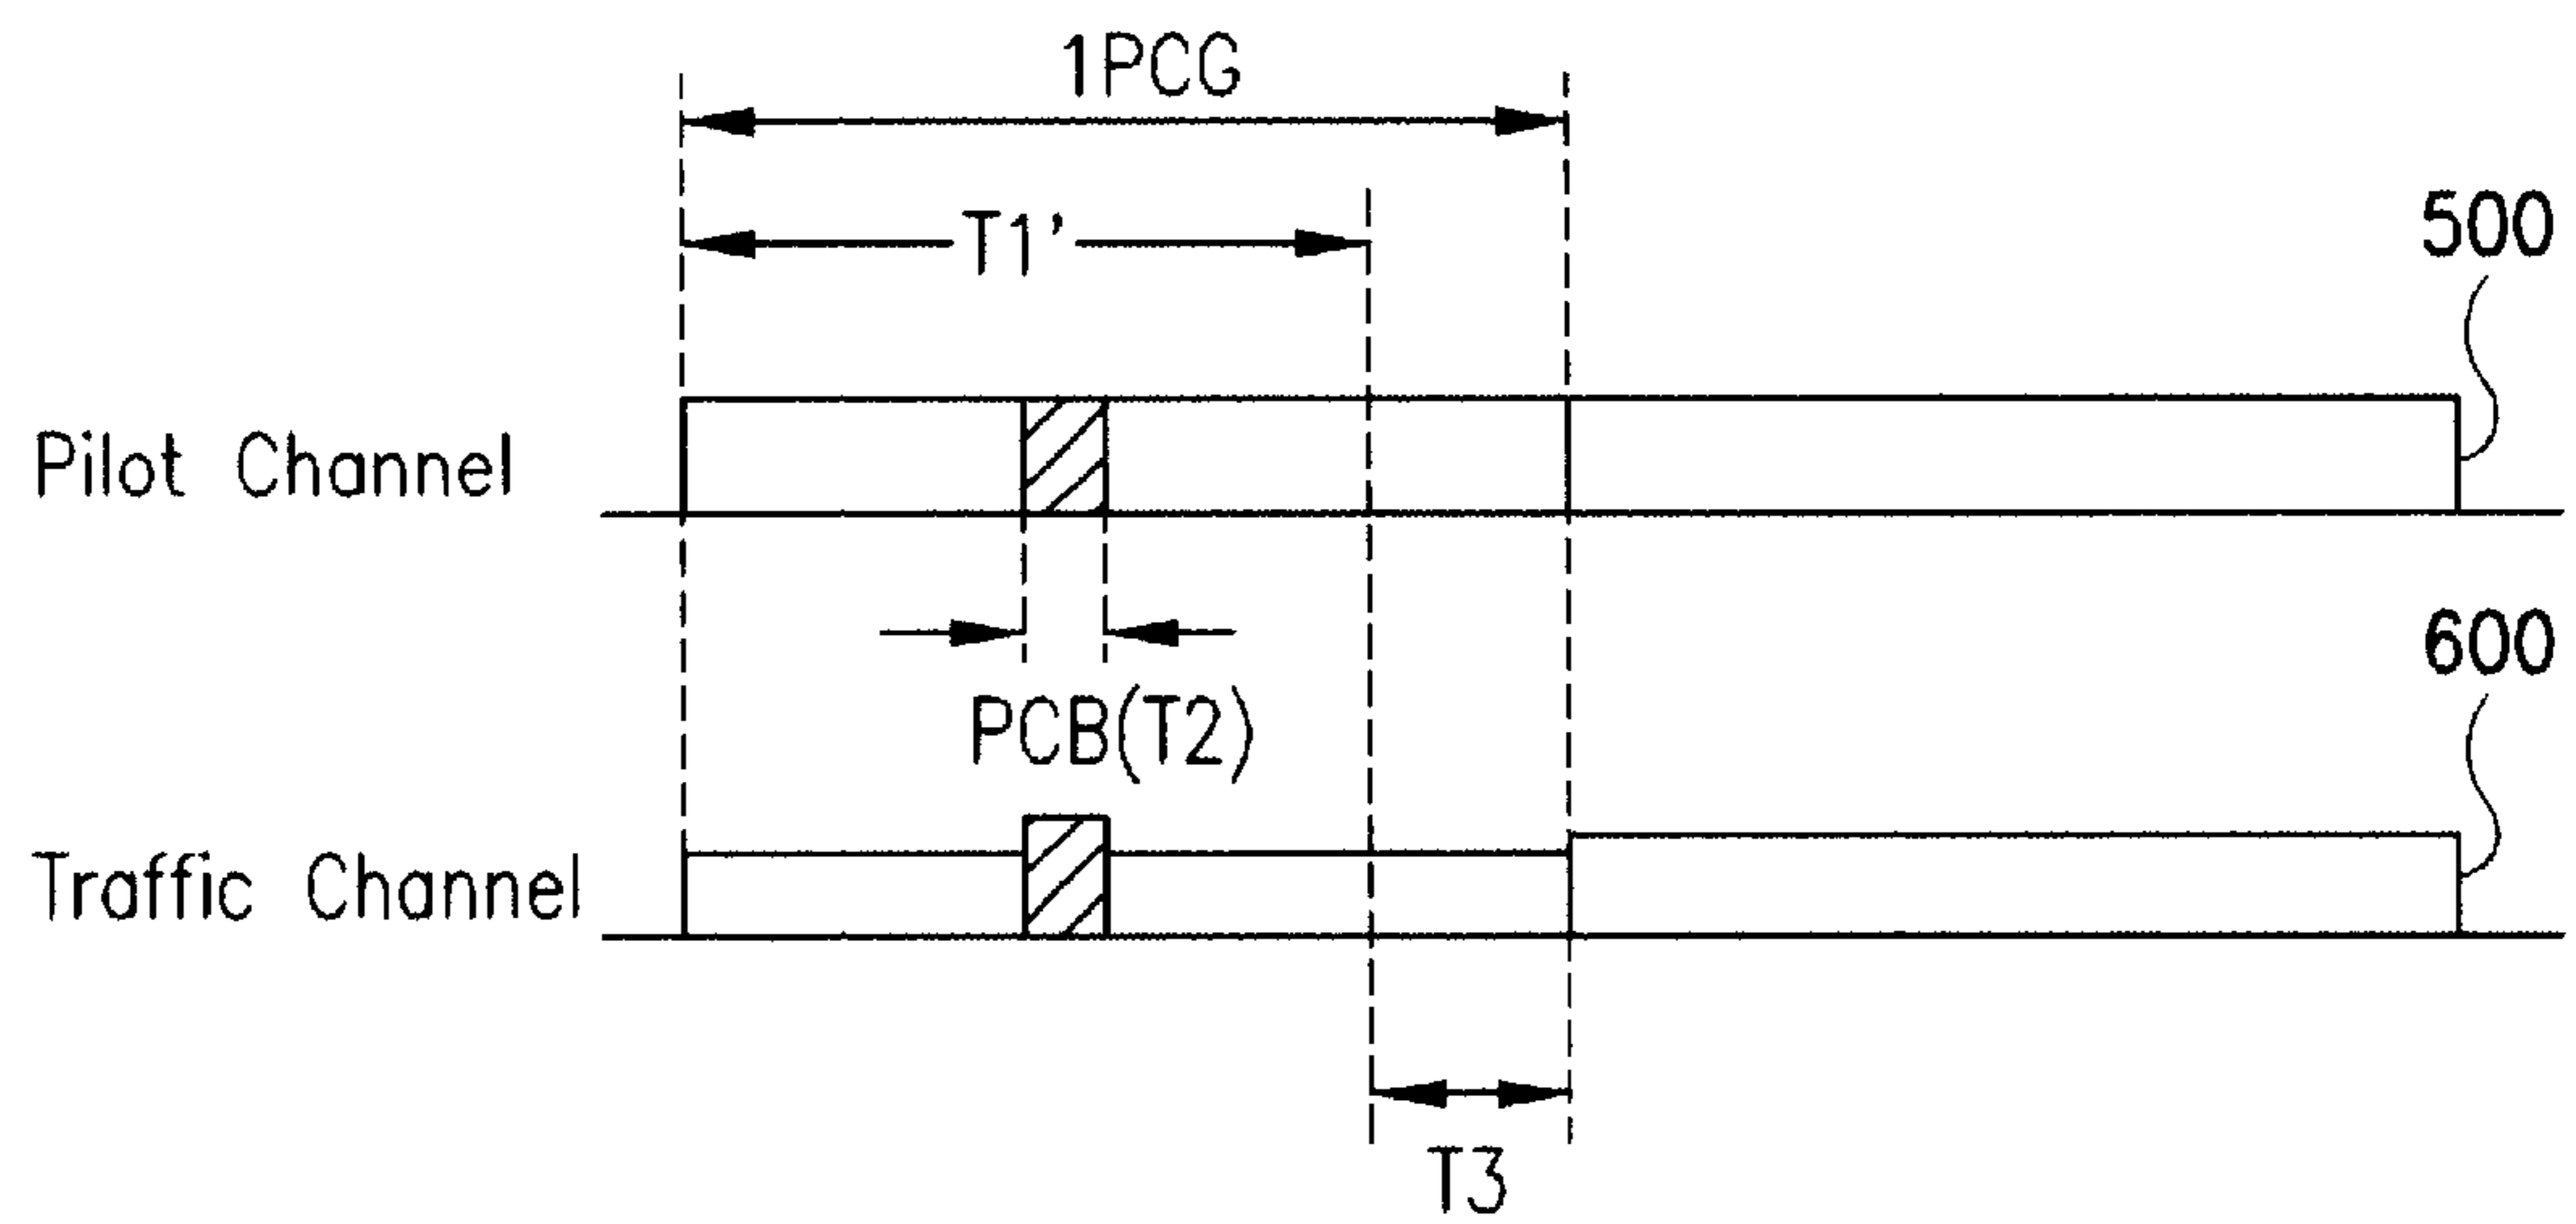 1PCG
T1'
500
Pilot Channel
600
PCB(T2)
Traffic Channel
T3